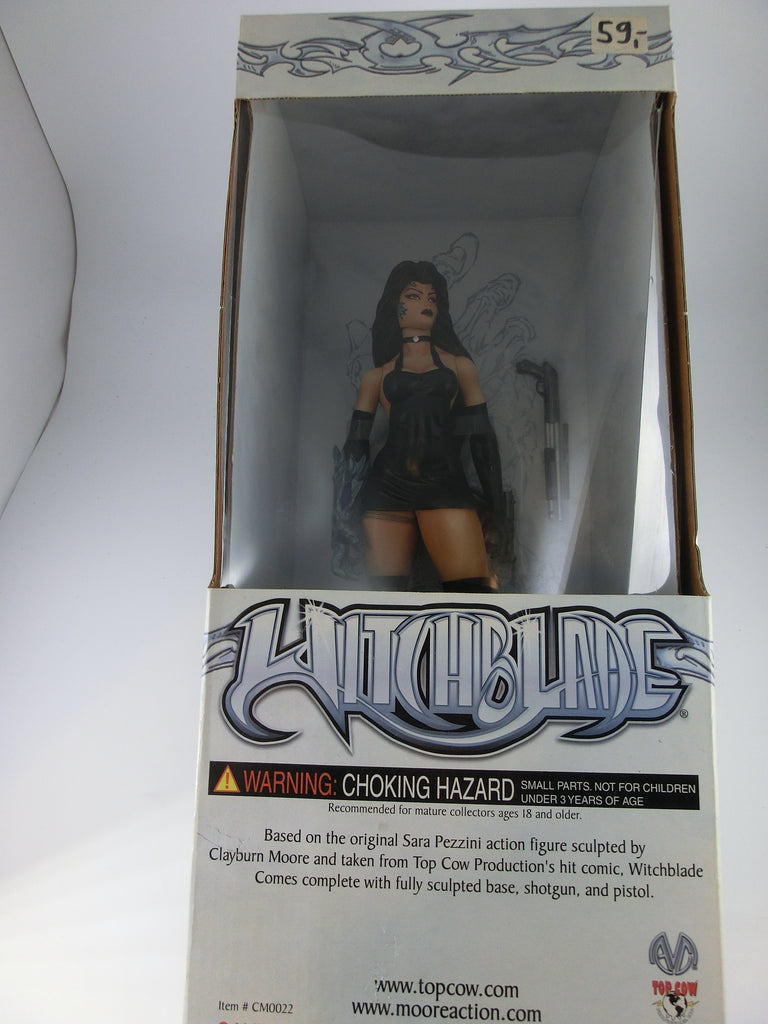 59,-
WITCHBLADE®
WARNING: CHOKING HAZARD SMALL PARTS. NOT FOR CHILDREN
UNDER 3 YEARS OF AGE
Recommended for mature collectors ages 18 and older.
Based on the original Sara Pezzini action figure sculpted by
Clayburn Moore and taken from Top Cow Production's hit comic, Witchblade
Comes complete with fully sculpted base, shotgun, and pistol.
www.topcow.com
www.mooreaction.com
Item # CM0022
TOP COW